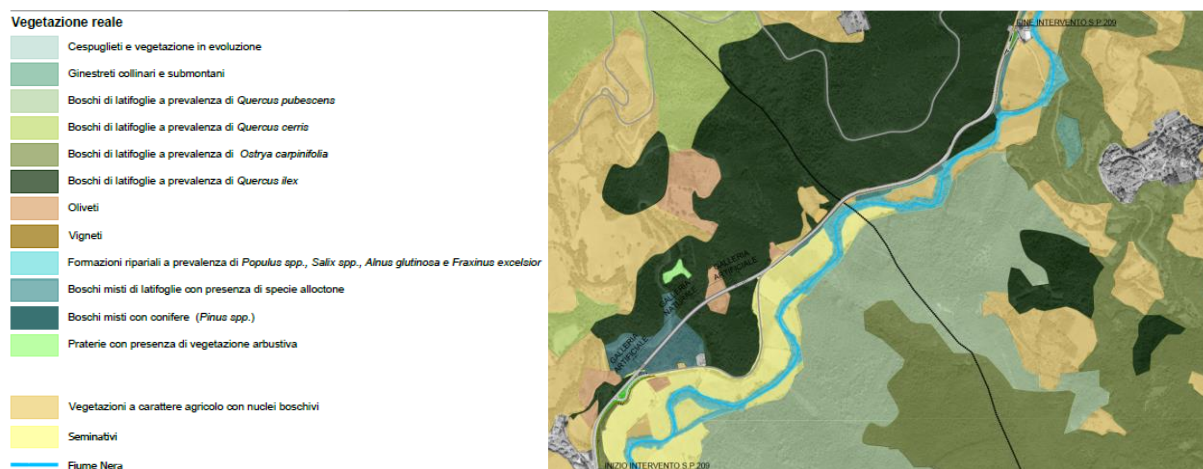 Vegetazione reale
Cespuglieti e vegetazione in evoluzione
Ginestreti collinari e submontani
Boschi di latifoglie a prevalenza di Quercus pubescens
Boschi di latifoglie a prevalenza di Quercus cerris
Boschi di latifoglie a prevalenza di Ostrya carpinifolia
Boschi di latifoglie a prevalenza di Quercus ilex
Oliveti
Vigneti
Formazioni ripariali a prevalenza di Populus spp., Salix spp., Alnus glutinosa e Fraxinus excelsior
Boschi misti di latifoglie con presenza di specie alloctone
Boschi misti con conifere (Pinus spp.)
Praterie con presenza di vegetazione arbustiva
Vegetazioni a carattere agricolo con nuclei boschivi
Seminativi
Fiume Nera
FINE INTERVENTO S.P.209
GALLERIA
ARTIFICIALE
GALLERIA
NATURALE
GALLERIA
ARTIFICIALE
INIZIO INTERVENTO S.P.209